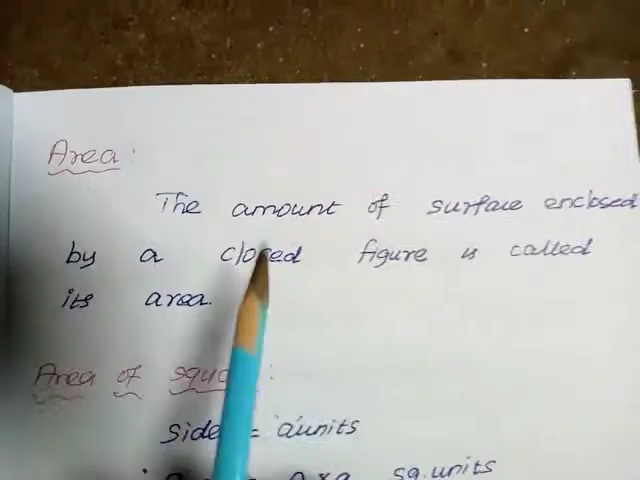 Area:
The amount of surface enclosed
by a closed figure is called
its area.
Area of
side = 'a'units
a x a sq.units